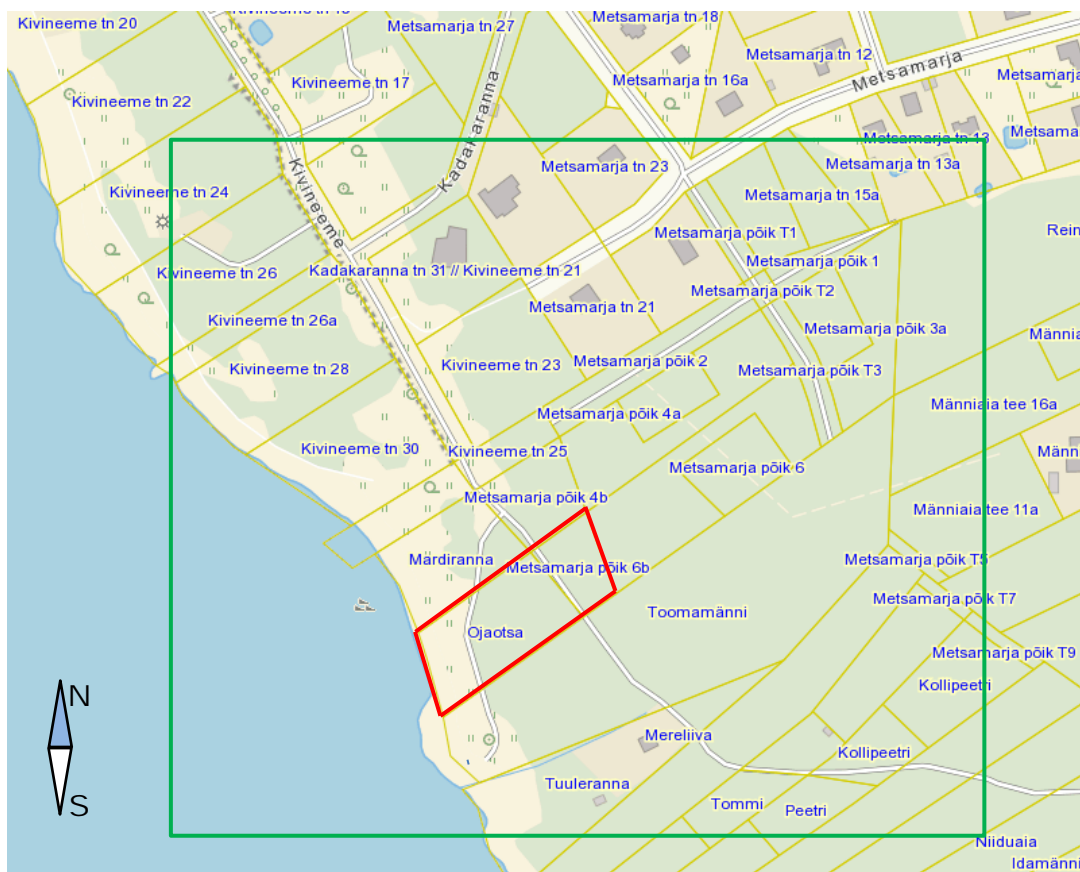 Kivineeme tn 20
Metsamarja tn 27
Metsamarja tn 18
Metsamarja tn 12
Metsamarja
Kivineeme tn 17
Metsamarja tn 16a
Kivineeme tn 22
Kadakaranna
Metsamarja tn 13
Metsamarja tn 23
Metsamarja tn 13a
Kivineeme tn 24
Kivineeme
Metsamarja tn 15a
Metsamarja põik T1
Metsamarja põik 1
Kivineeme tn 26
Kadakaranna tn 31 // Kivineeme tn 21
Metsamarja põik T2
Metsamarja tn 21
Kivineeme tn 26a
Metsamarja põik 3a
Kivineeme tn 28
Kivineeme tn 23
Metsamarja põik 2
Metsamarja põik T3
Männiaia tee 16a
Metsamarja põik 4a
Kivineeme tn 30
Kivineeme tn 25
Metsamarja põik 6
Metsamarja põik 4b
Männiaia tee 11a
Mardiranna
Metsamarja põik 6b
Metsamarja põik T5
Metsamarja põik T7
Toomamänni
Ojaotsa
Metsamarja põik T9
Kollipeetri
N
Mereliiva
Kollipeetri
Tuuleranna
S
Tommi
Peetri
Niiduaia
Idamänni